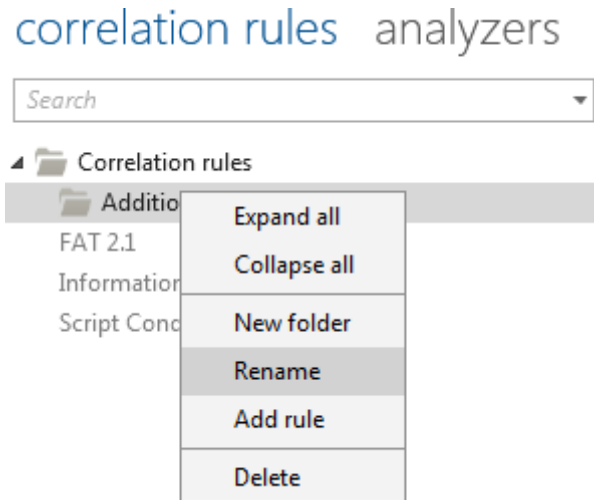 correlation rules analyzers
Search
Correlation rules
Additio
Expand all
FAT 2.1
Collapse all
Information
Script Cond
New folder
Rename
Add rule
Delete